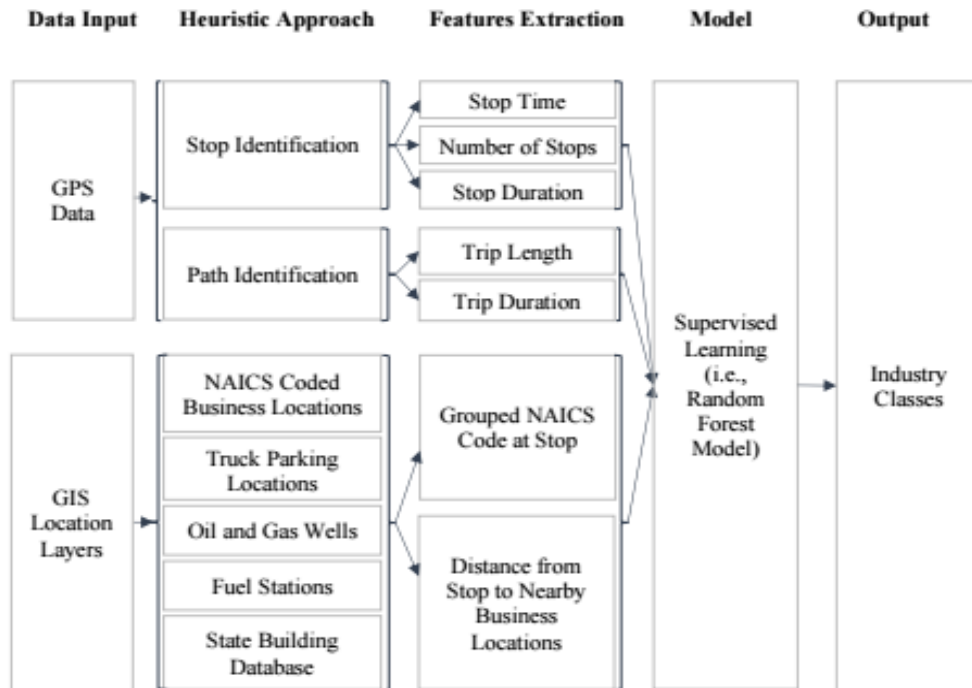 Data Input
Heuristic Approach
Features Extraction
Model
Output
GPS
Data
Stop Identification
Path Identification
Stop Time
Number of Stops
Stop Duration
Trip Length
Trip Duration
GIS
Location
Layers
NAICS Coded
Business Locations
Truck Parking
Locations
Oil and Gas Wells
Fuel Stations
State Building
Database
Grouped NAICS
Code at Stop
Distance from
Stop to Nearby
Business
Locations
Supervised
Learning
(i.e.,
Random
Forest
Model)
Industry
Classes